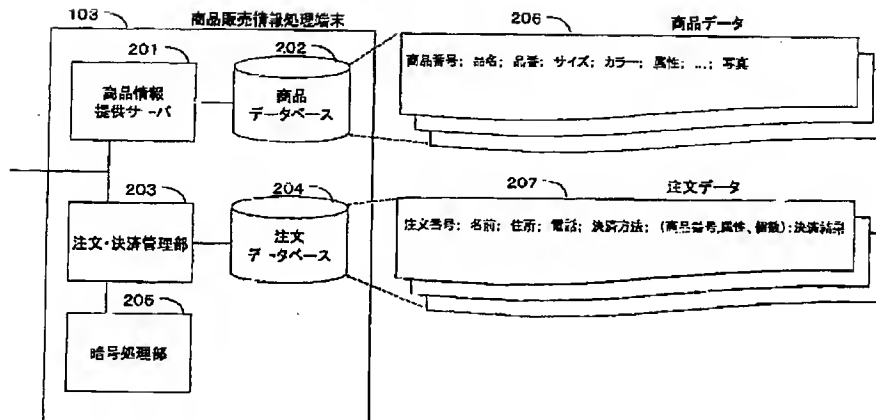 103
商品販売情報処理端末
201
商品情報
提供サーバ
202
商品
データベース
206
商品データ
商品番号; 品名; 品番; サイズ; カラー; 属性; ...; 写真
203
注文・決済管理部
204
注文
データベース
207
注文データ
注文番号; 名前; 住所; 電話; 決済方法; (商品番号,属性、個数):決済結果
205
暗号処理部